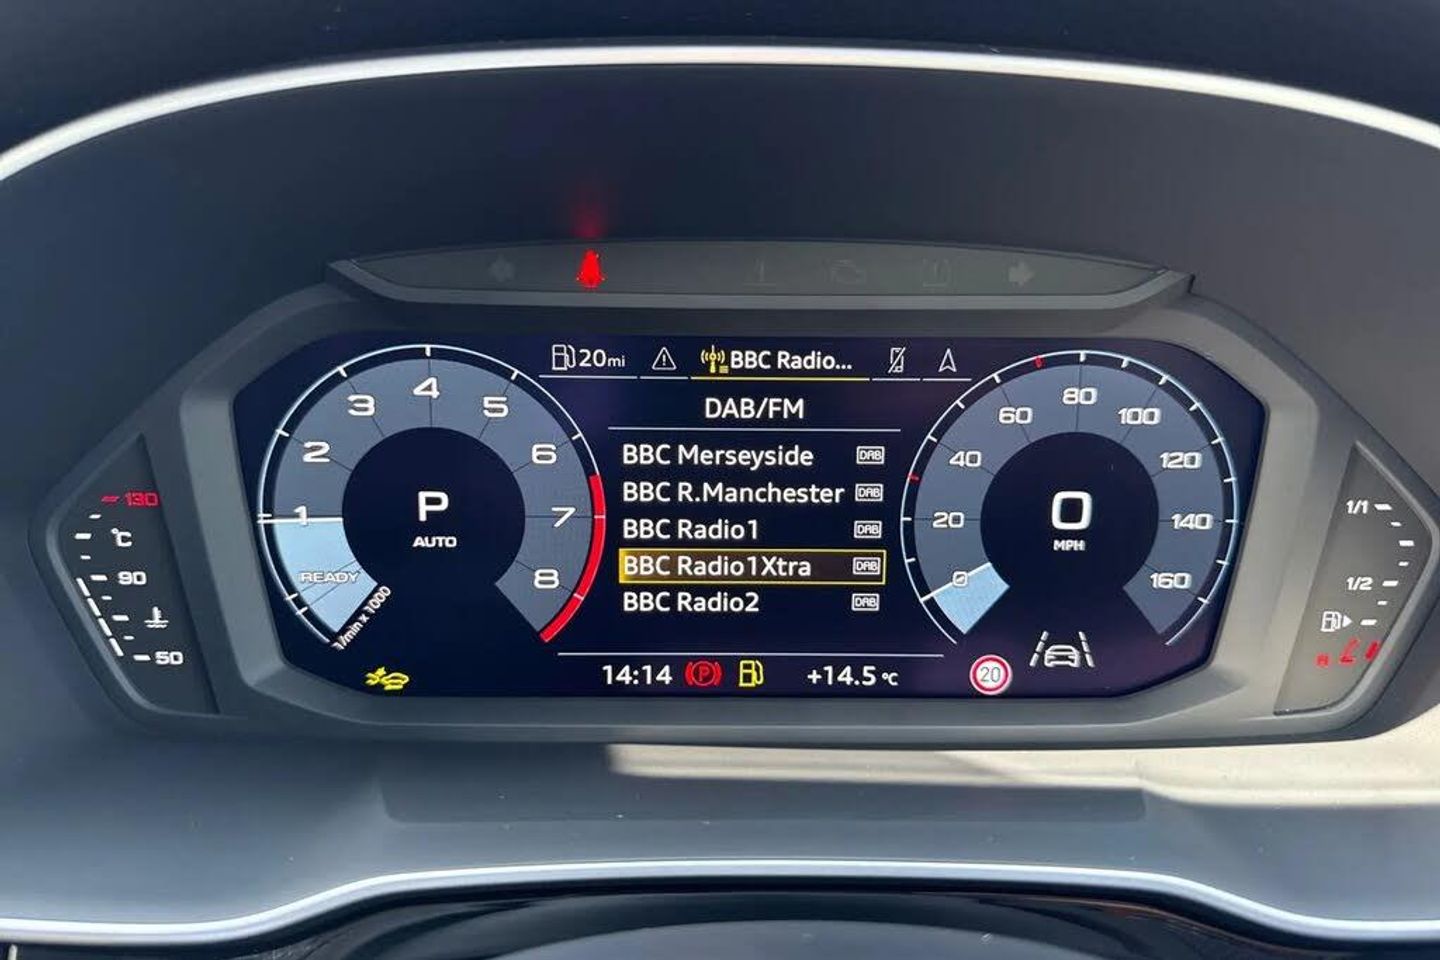 20mi
BBC Radio...
DAB/FM
BBC Merseyside DAB
BBC R.Manchester DAB
BBC Radio1 DAB
BBC Radio1Xtra DAB
BBC Radio2 DAB
14:14
P
+14.5 °C
1
2
3
4
5
6
7
8
READY
1/min x 1000
P
AUTO
0
20
40
60
80
100
120
140
160
0
MPH
20
130
°C
90
50
1/1
1/2
R